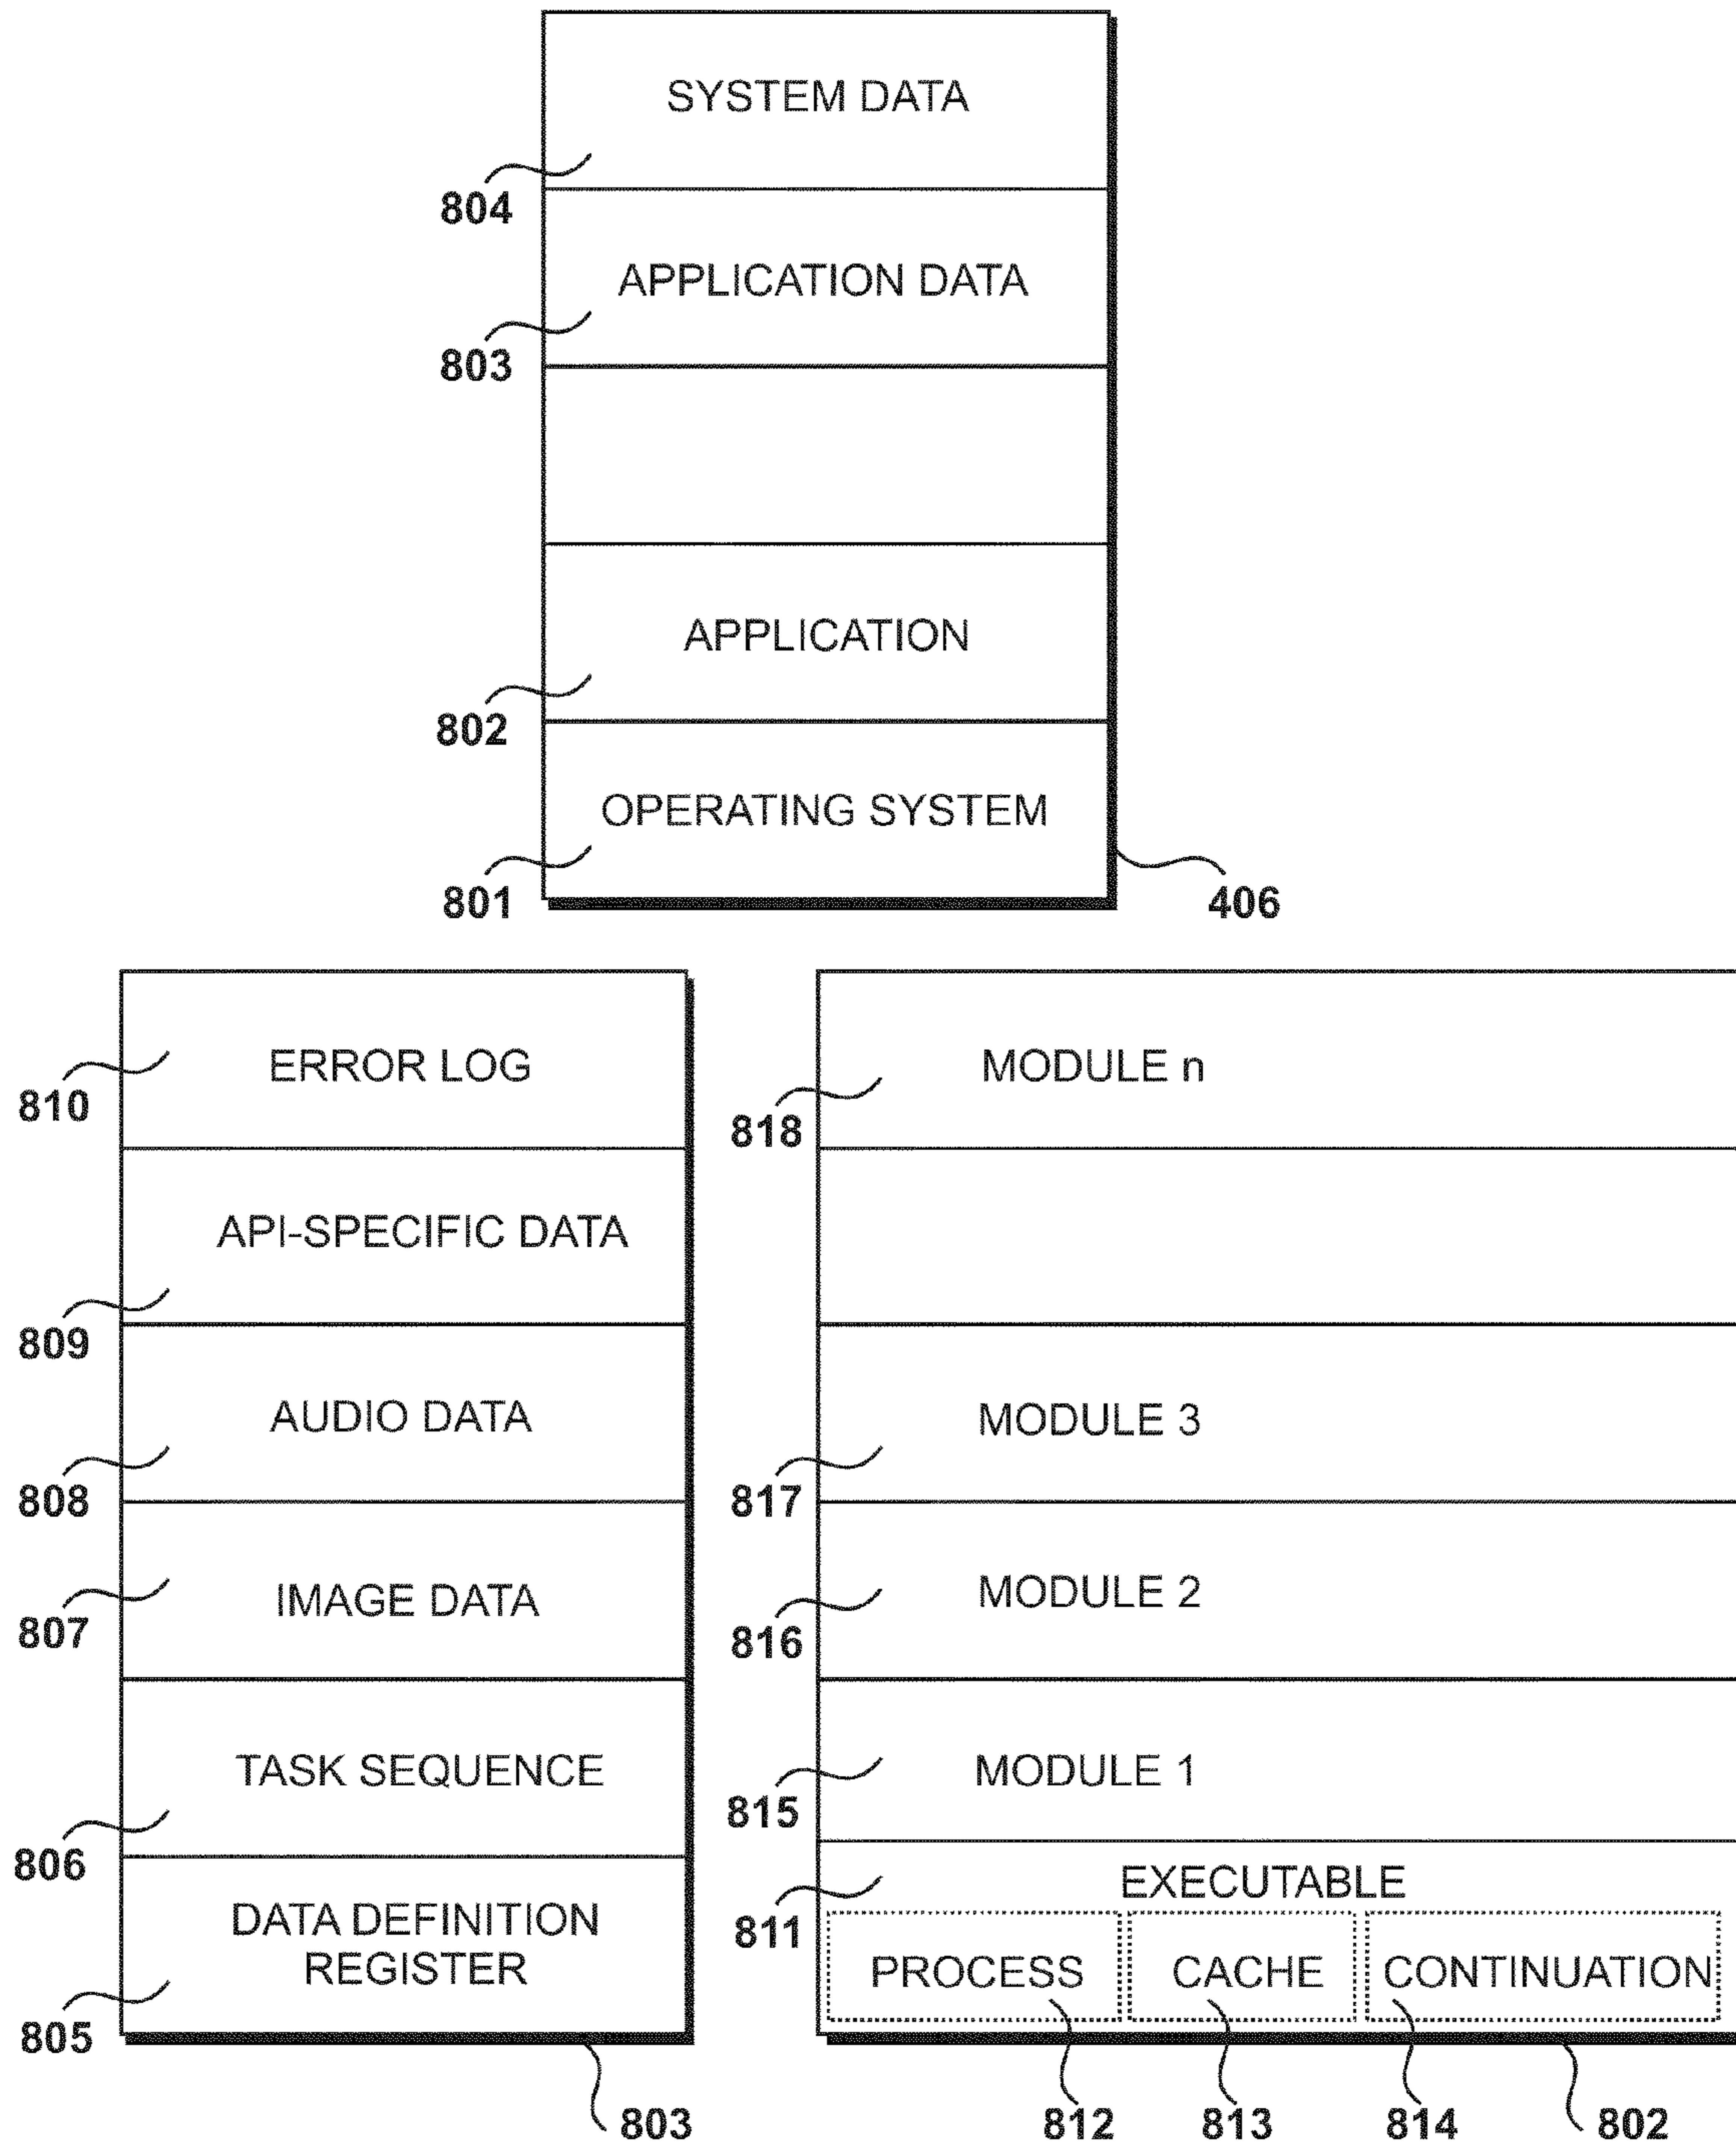 SYSTEM DATA
804
APPLICATION DATA
803
APPLICATION
802
OPERATING SYSTEM
801
406
ERROR LOG
810
API-SPECIFIC DATA
809
AUDIO DATA
808
IMAGE DATA
807
TASK SEQUENCE
806
DATA DEFINITION
REGISTER
805
803
MODULE n
818
MODULE 3
817
MODULE 2
816
MODULE 1
815
EXECUTABLE
811
PROCESS CACHE CONTINUATION
812 813 814 802